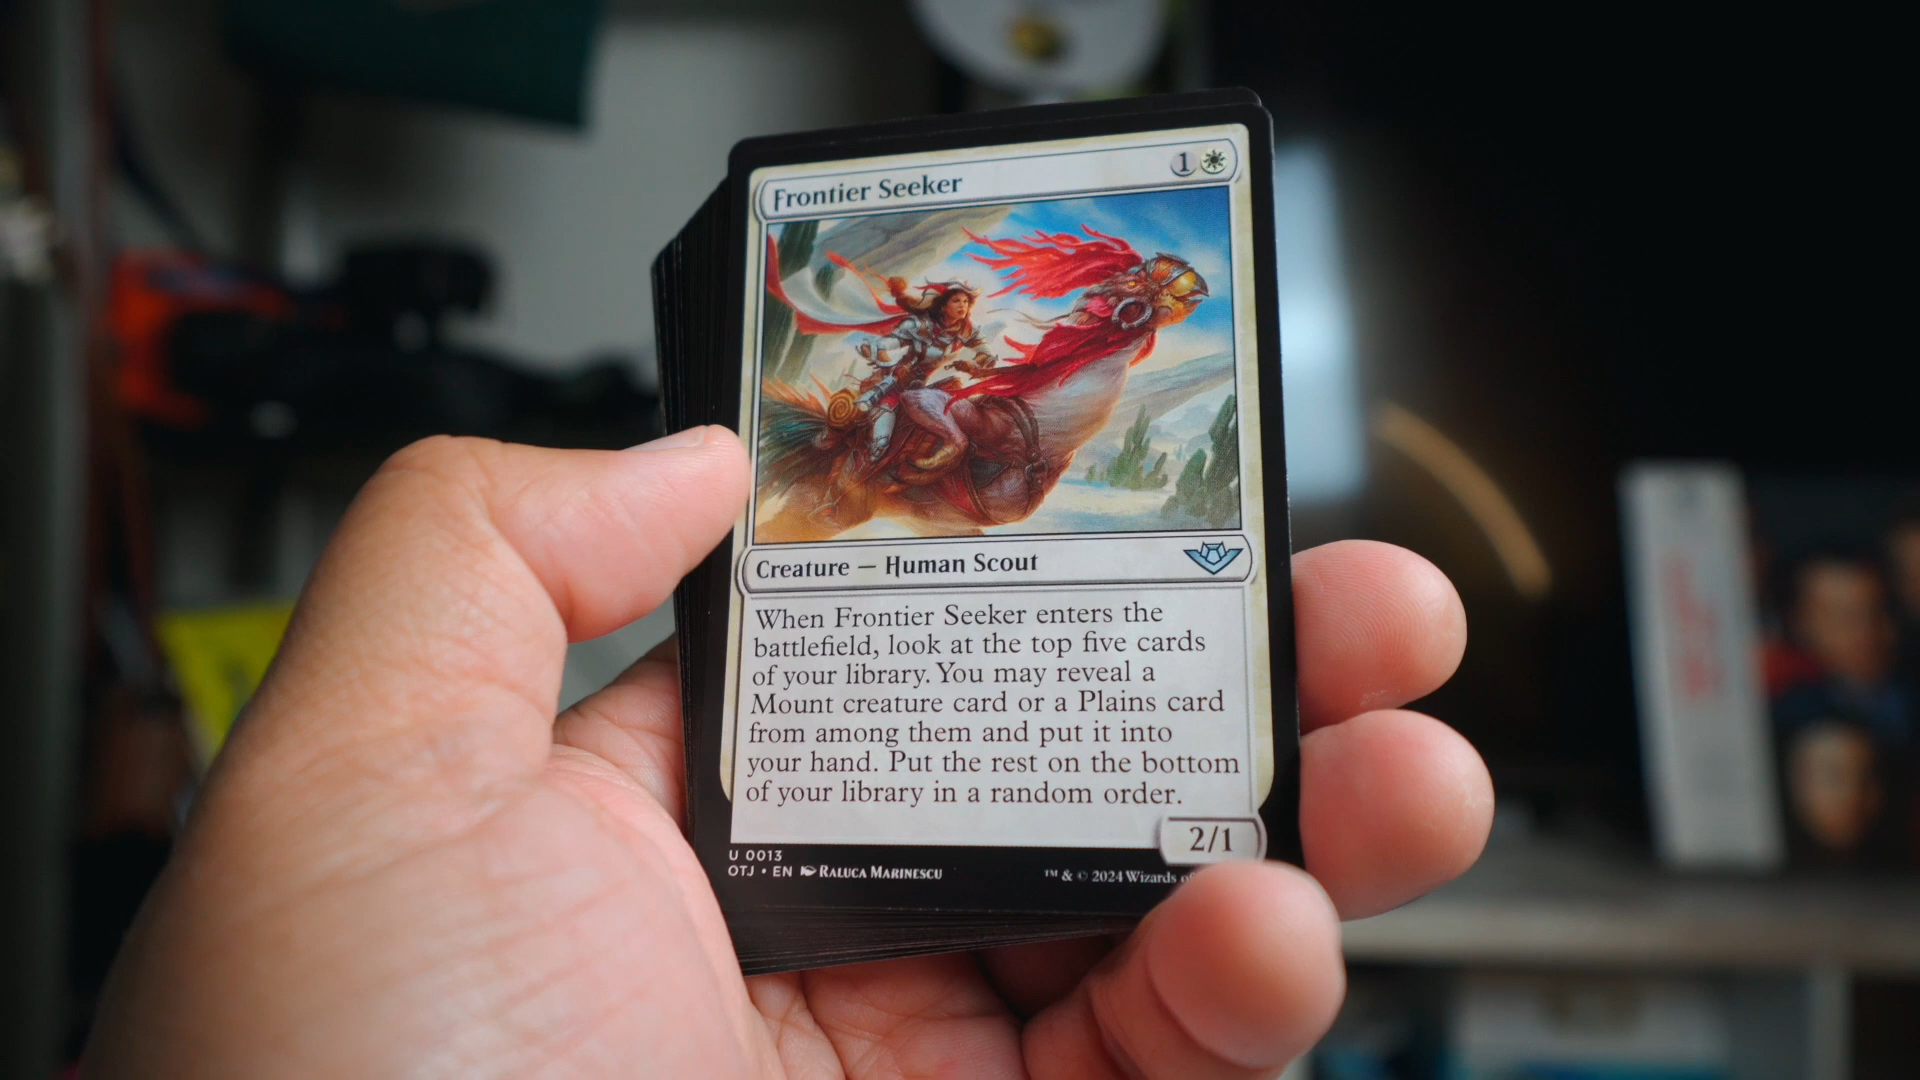 Frontier Seeker 1
Creature — Human Scout
When Frontier Seeker enters the
battlefield, look at the top five cards
of your library. You may reveal a
Mount creature card or a Plains card
from among them and put it into
your hand. Put the rest on the bottom
of your library in a random order.
2/1
U 0013
OTJ • EN RALUCA MARINESCU
™ & © 2024 Wizards